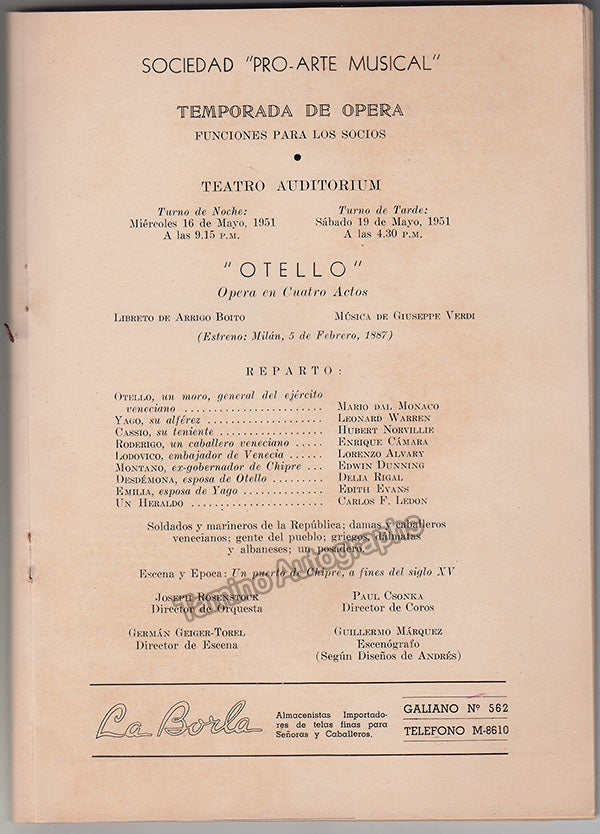 SOCIEDAD "PRO-ARTE MUSICAL"
TEMPORADA DE OPERA
FUNCIONES PARA LOS SOCIOS
TEATRO AUDITORIUM
Turno de Noche:
Miércoles 16 de Mayo, 1951
A las 9.15 P.M.
Turno de Tarde:
Sábado 19 de Mayo, 1951
A las 4.30 P.M.
"OTELLO"
Opera en Cuatro Actos
LIBRETO DE ARRIGO BOITO MÚSICA DE GIUSEPPE VERDI
(Estreno: Milán, 5 de Febrero, 1887)
REPARTO:
OTELLO, un moro, general del ejército
veneciano ........................ MARIO DAL MONACO
YAGO, su alférez ..................... LEONARD WARREN
CASSIO, su teniente ................... HUBERT NORVILLIE
RODERIGO, un caballero veneciano ..... ENRIQUE CÁMARA
LODOVICO, embajador de Venecia ...... LORENZO ALVARY
MONTANO, ex-gobernador de Chipre ... EDWIN DUNNING
DESDÉMONA, esposa de Otello ......... DELIA RIGAL
EMILIA, esposa de Yago .............. EDITH EVANS
UN HERALDO ....................... CARLOS F. LEDON
Soldados y marineros de la República; damas y caballeros
venecianos; gente del pueblo; griegos, dálmatas
y albaneses; un posadero.
Escena y Epoca: Un puerto de Chipre, a fines del siglo XV
JOSEPH ROSENSTOCK
Director de Orquesta
PAUL CSONKA
Director de Coros
GERMÁN GEIGER-TOREL
Director de Escena
GUILLERMO MÁRQUEZ
Escenógrafo
(Según Diseños de ANDRÉS)
Tamino Autographs
La Borla
Almacenistas Importado-
res de telas finas para
Señoras y Caballeros.
GALIANO Nº 562
TELEFONO M-8610